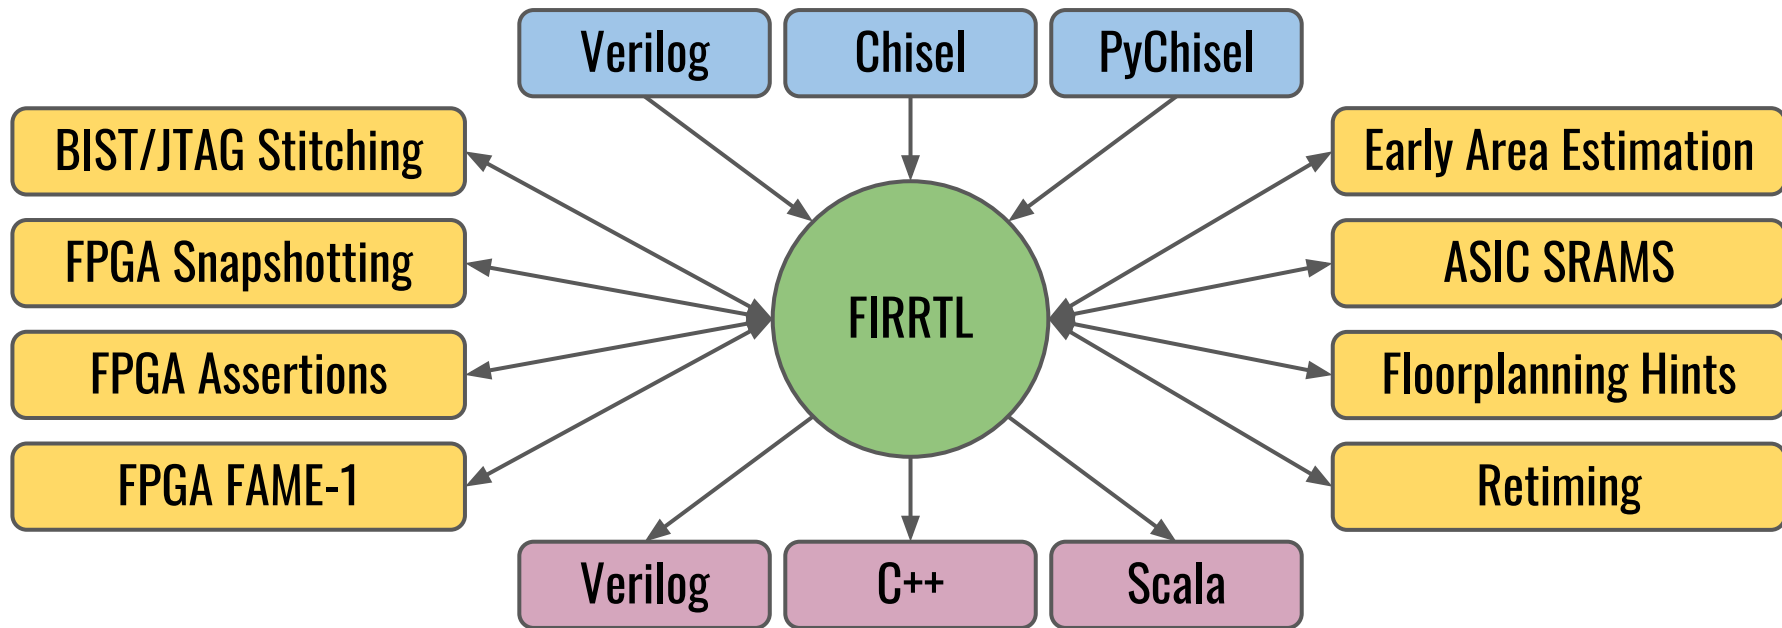 Verilog
Chisel
PyChisel
BIST/JTAG Stitching
Early Area Estimation
FPGA Snapshotting
ASIC SRAMS
FIRRTL
FPGA Assertions
Floorplanning Hints
FPGA FAME-1
Retiming
Verilog
C++
Scala